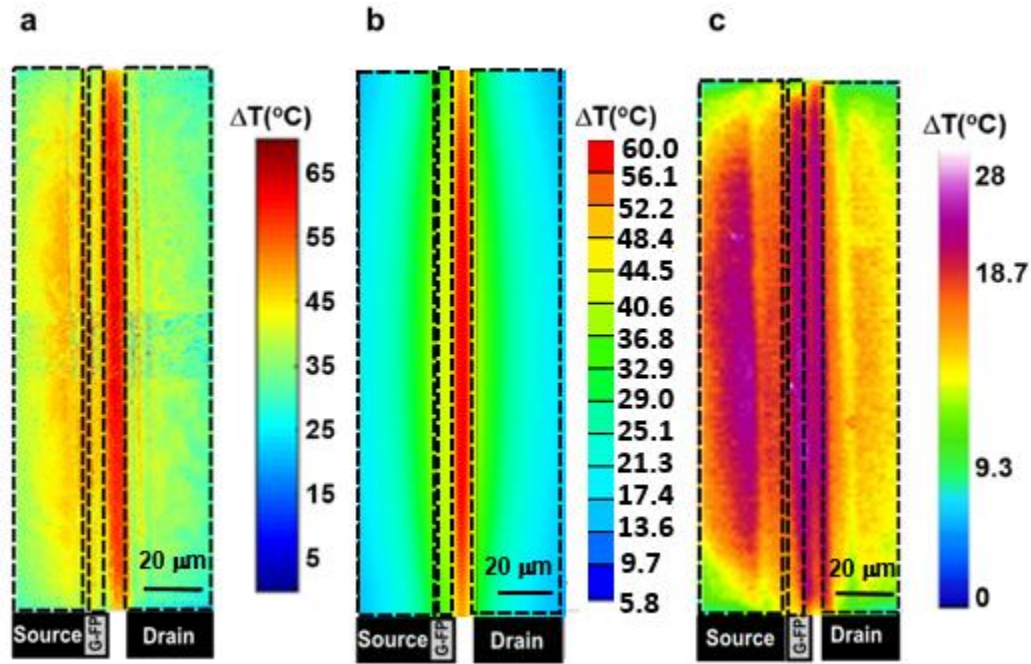 a
b
c
ΔT(°C)
65
55
45
35
25
15
5
20 μm
Source
G-FP
Drain
ΔT(°C)
60.0
56.1
52.2
48.4
44.5
40.6
36.8
32.9
29.0
25.1
21.3
17.4
13.6
9.7
5.8
20 μm
Source
G-FP
Drain
ΔT(°C)
28
18.7
9.3
0
20 μm
Source
G-FP
Drain